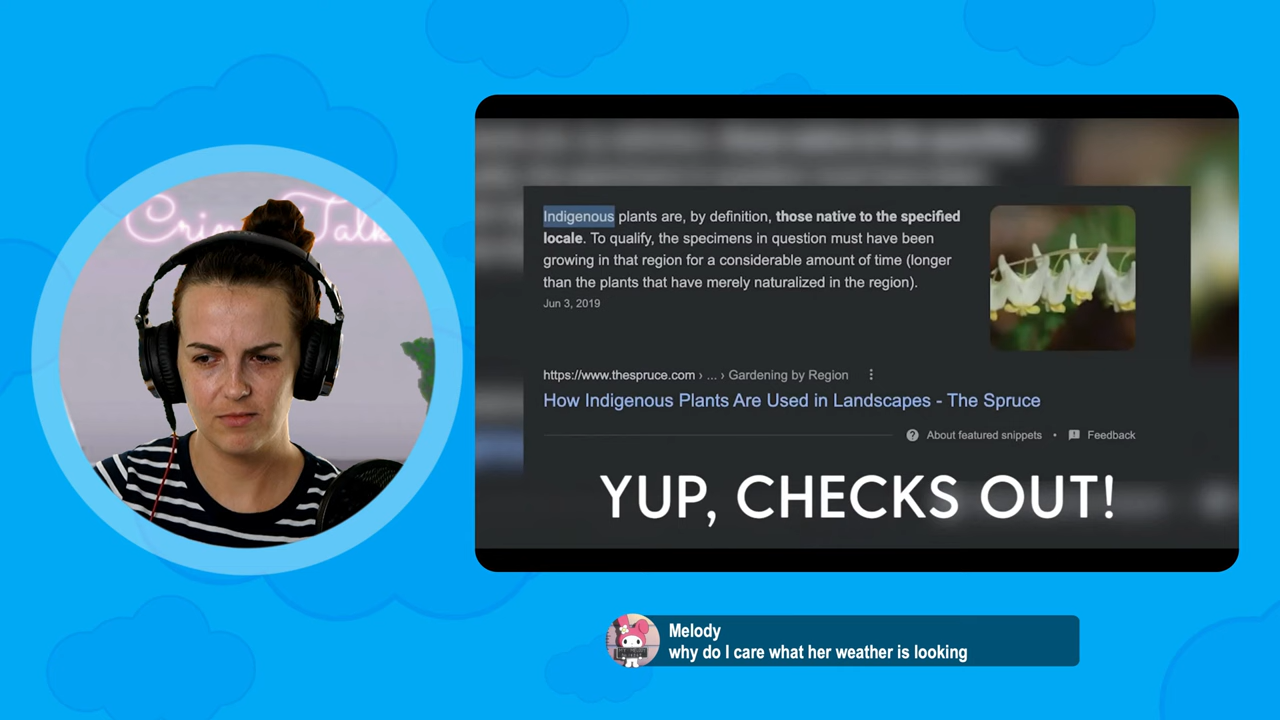 Indigenous plants are, by definition, those native to the specified
locale. To qualify, the specimens in question must have been
growing in that region for a considerable amount of time (longer
than the plants that have merely naturalized in the region).
Jun 3, 2019
https://www.thespruce.com › ... › Gardening by Region
How Indigenous Plants Are Used in Landscapes - The Spruce
About featured snippets • Feedback
YUP, CHECKS OUT!
Melody
why do I care what her weather is looking